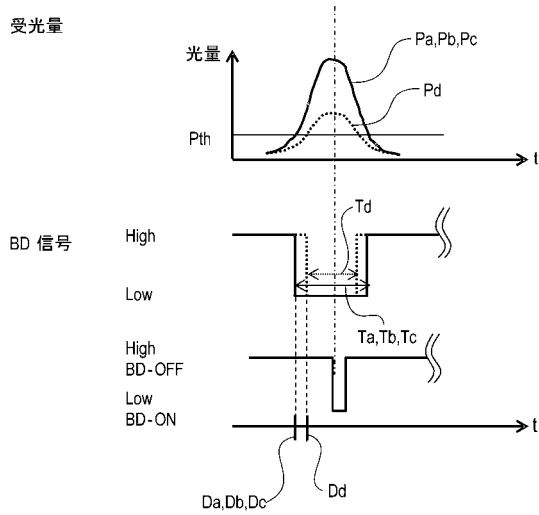 受光量
光量
Pa,Pb,Pc
Pd
Pth
t
Td
BD 信号
High
Low
Ta,Tb,Tc
High
BD-OFF
Low
BD-ON
t
Da,Db,Dc
Dd